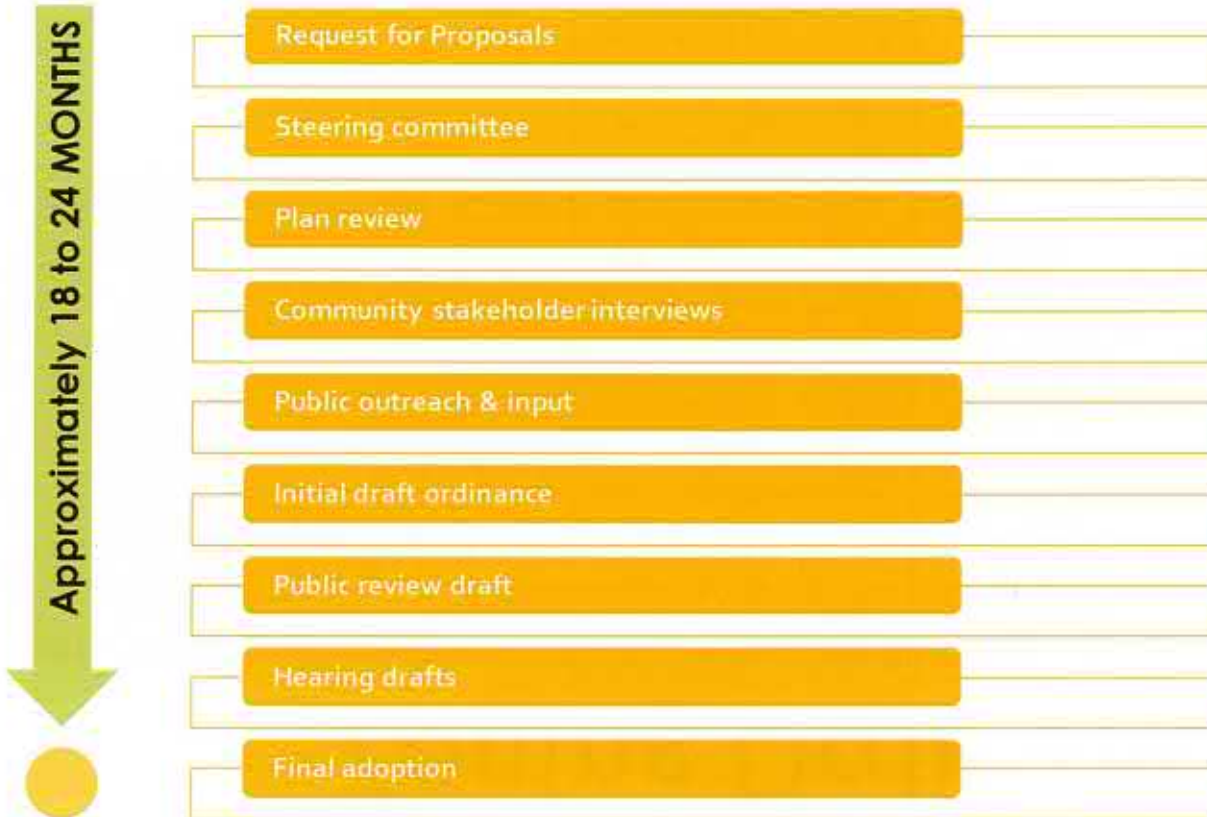 Approximately 18 to 24 MONTHS
Request for Proposals
Steering committee
Plan review
Community stakeholder interviews
Public outreach & input
Initial draft ordinance
Public review draft
Hearing drafts
Final adoption